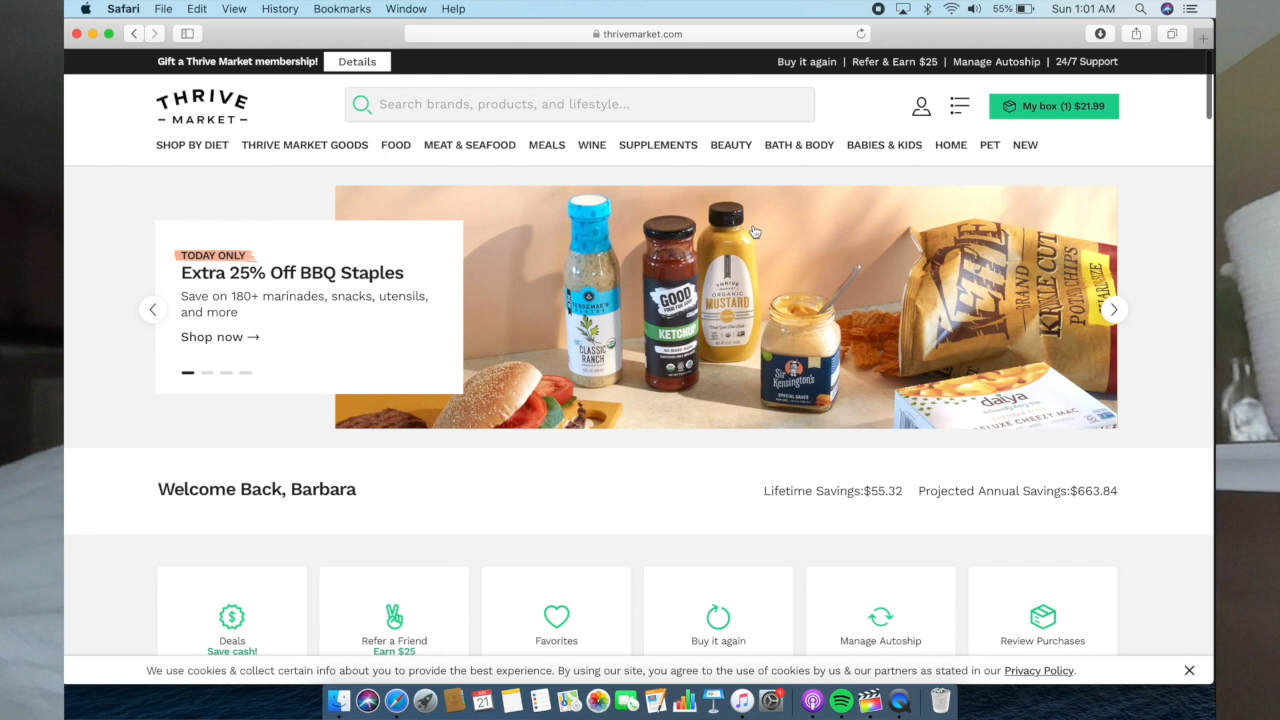 Safari File Edit View History Bookmarks Window Help 55% Sun 1:01 AM
thrivemarket.com
Gift a Thrive Market membership! Details Buy it again | Refer & Earn $25 | Manage Autoship | 24/7 Support
THRIVE
- MARKET -
Search brands, products, and lifestyle...
My box (1) $21.99
SHOP BY DIET THRIVE MARKET GOODS FOOD MEAT & SEAFOOD MEALS WINE SUPPLEMENTS BEAUTY BATH & BODY BABIES & KIDS HOME PET NEW
TODAY ONLY
Extra 25% Off BBQ Staples
Save on 180+ marinades, snacks, utensils,
and more
Shop now →
TESSEMAE'S
CLASSIC
RANCH
GOOD
FOOD
KETCHUP
THRIVE
MARKET
ORGANIC
MUSTARD
Sir
Kensington's
SPECIAL SAUCE
KETTLE
BRAND
KRINKLE CUT
POTATO CHIPS
daiya
DELUXE CHEEZY MAC
Welcome Back, Barbara
Lifetime Savings:$55.32 Projected Annual Savings:$663.84
Deals
Save cash!
Refer a Friend
Earn $25
Favorites
Buy it again
Manage Autoship
Review Purchases
We use cookies & collect certain info about you to provide the best experience. By using our site, you agree to the use of cookies by us & our partners as stated in our Privacy Policy.
21